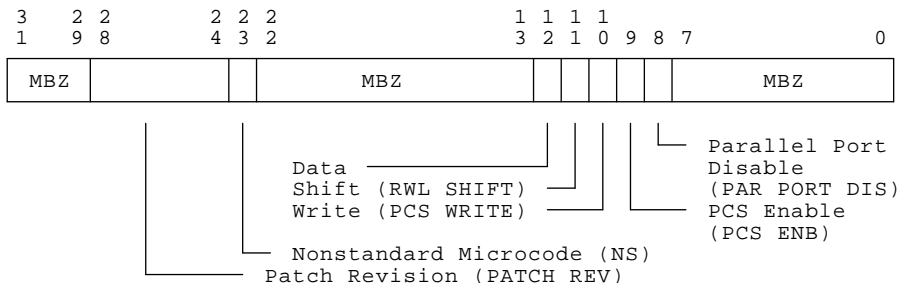 3 2 2 2 2 2 1 1 1 1
1 9 8 4 3 2 3 2 1 0 9 8 7 0
MBZ MBZ MBZ
Parallel Port
Data Disable
Shift (RWL SHIFT) (PAR PORT DIS)
Write (PCS WRITE) PCS Enable
(PCS ENB)
Nonstandard Microcode (NS)
Patch Revision (PATCH REV)